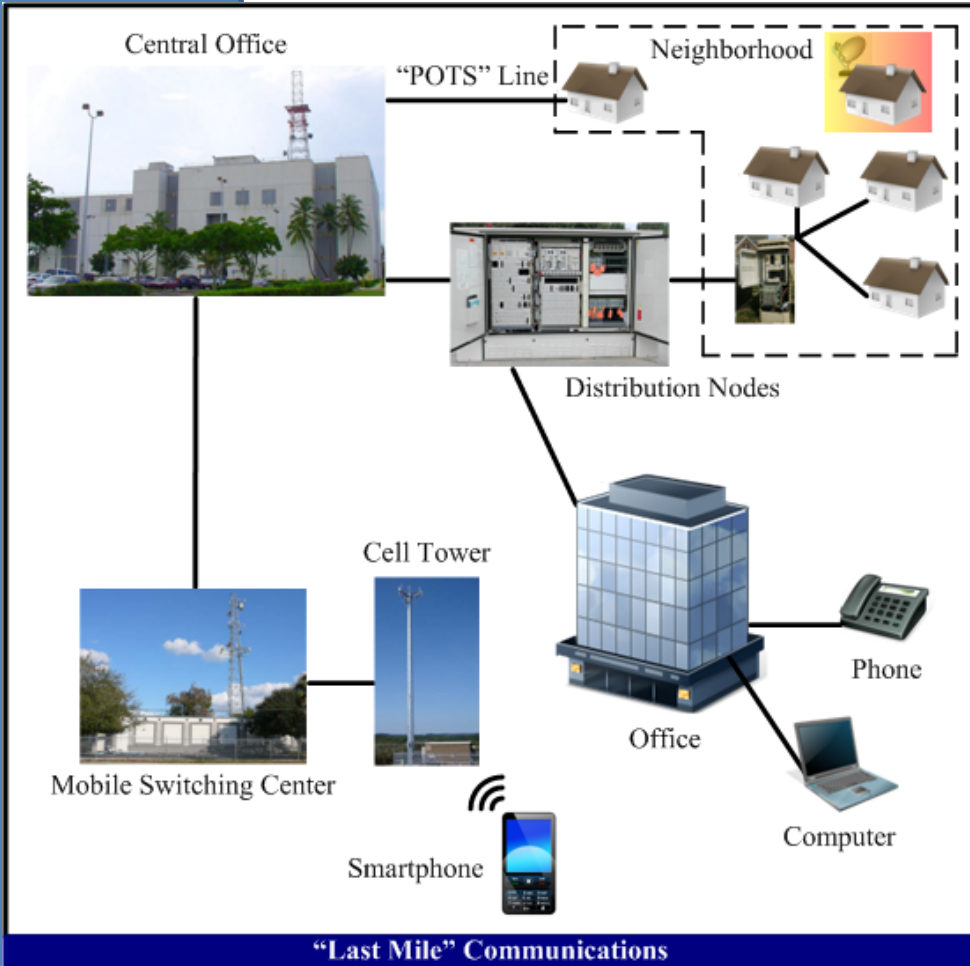 Central Office
“POTS” Line
Neighborhood
Distribution Nodes
Cell Tower
Mobile Switching Center
Office
Phone
Computer
Smartphone
“Last Mile” Communications